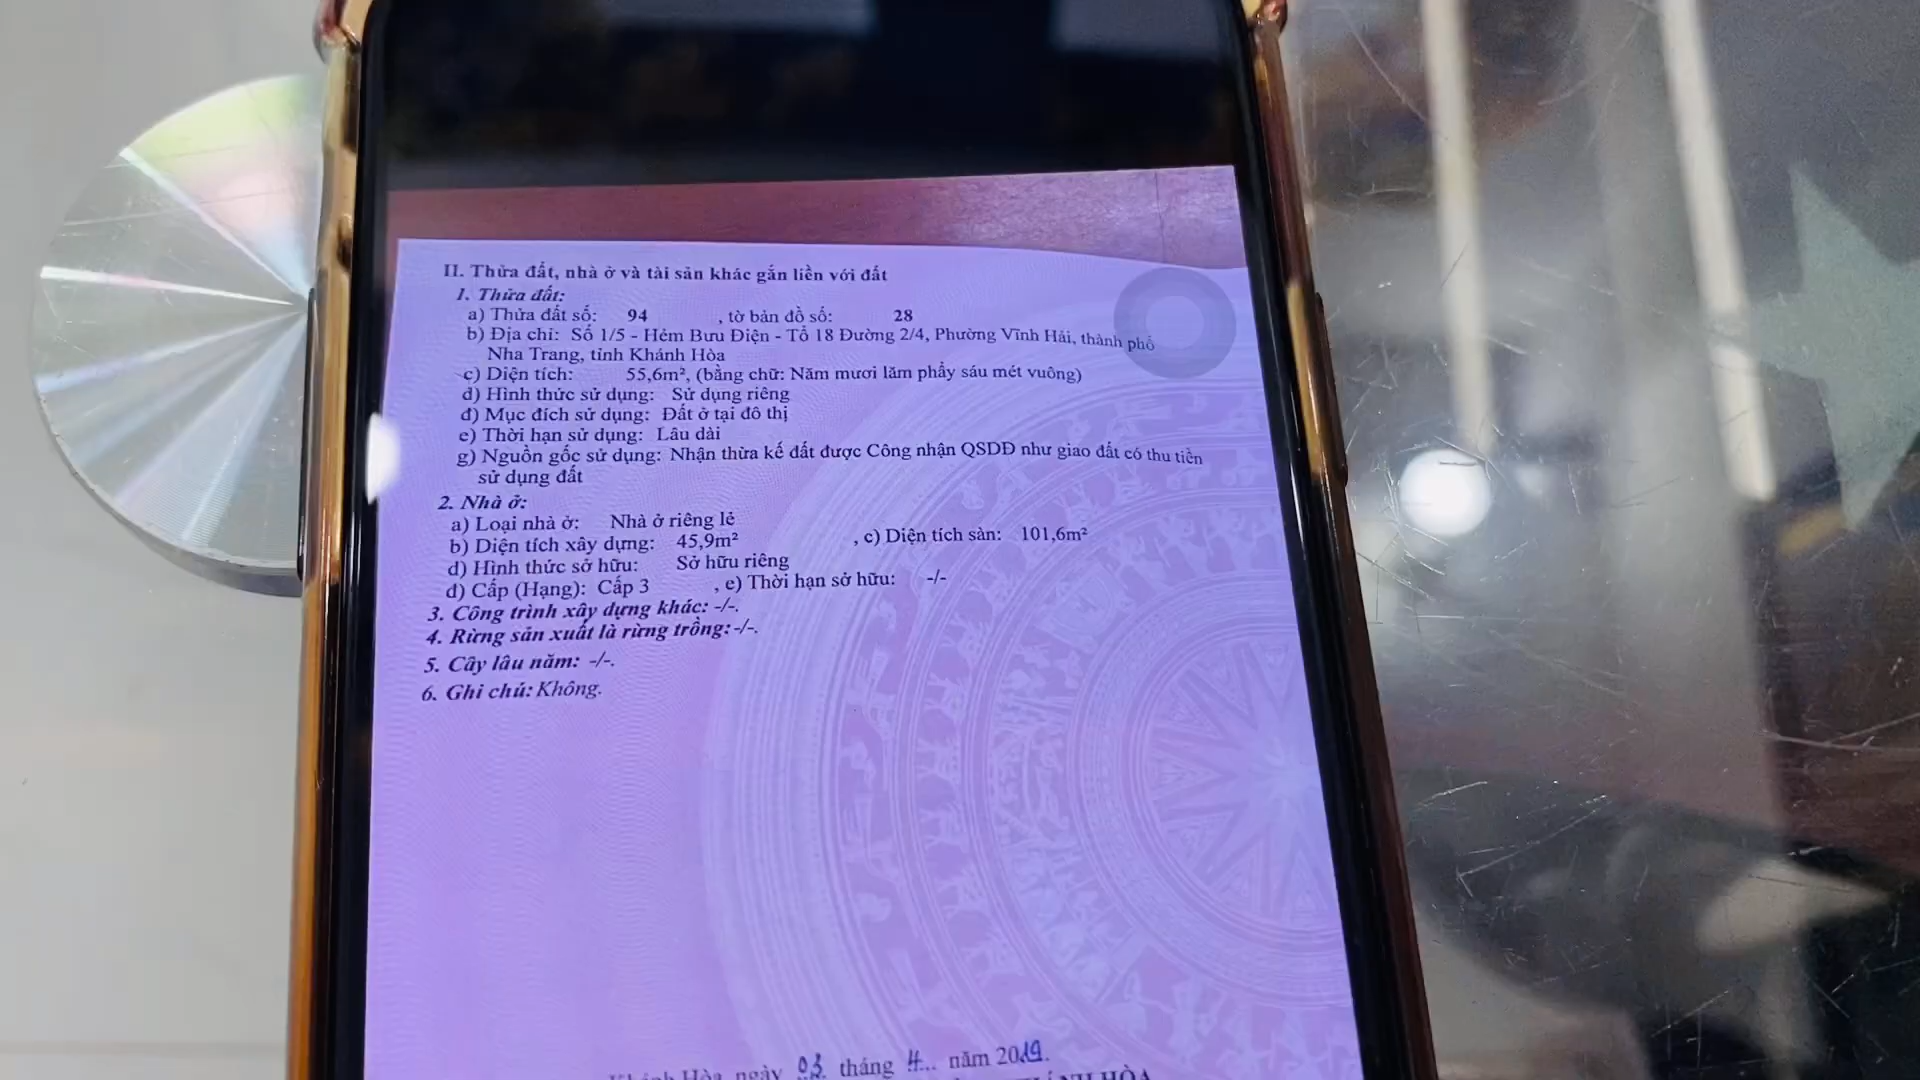 II. Thửa đất, nhà ở và tài sản khác gắn liền với đất
1. Thửa đất:
a) Thửa đất số: 94 , tờ bản đồ số: 28
b) Địa chỉ: Số 1/5 - Hẻm Bưu Điện - Tổ 18 Đường 2/4, Phường Vĩnh Hải, thành phố
Nha Trang, tỉnh Khánh Hòa
c) Diện tích: 55,6m², (bằng chữ: Năm mươi lăm phẩy sáu mét vuông)
d) Hình thức sử dụng: Sử dụng riêng
đ) Mục đích sử dụng: Đất ở tại đô thị
e) Thời hạn sử dụng: Lâu dài
g) Nguồn gốc sử dụng: Nhận thừa kế đất được Công nhận QSDĐ như giao đất có thu tiền
sử dụng đất
2. Nhà ở:
a) Loại nhà ở: Nhà ở riêng lẻ
b) Diện tích xây dựng: 45,9m² , c) Diện tích sàn: 101,6m²
d) Hình thức sở hữu: Sở hữu riêng
đ) Cấp (Hạng): Cấp 3 , e) Thời hạn sở hữu: -/-
3. Công trình xây dựng khác: -/-.
4. Rừng sản xuất là rừng trồng: -/-.
5. Cây lâu năm: -/-.
6. Ghi chú: Không.
Khánh Hòa, ngày 03 tháng 4... năm 2019.
HÒA